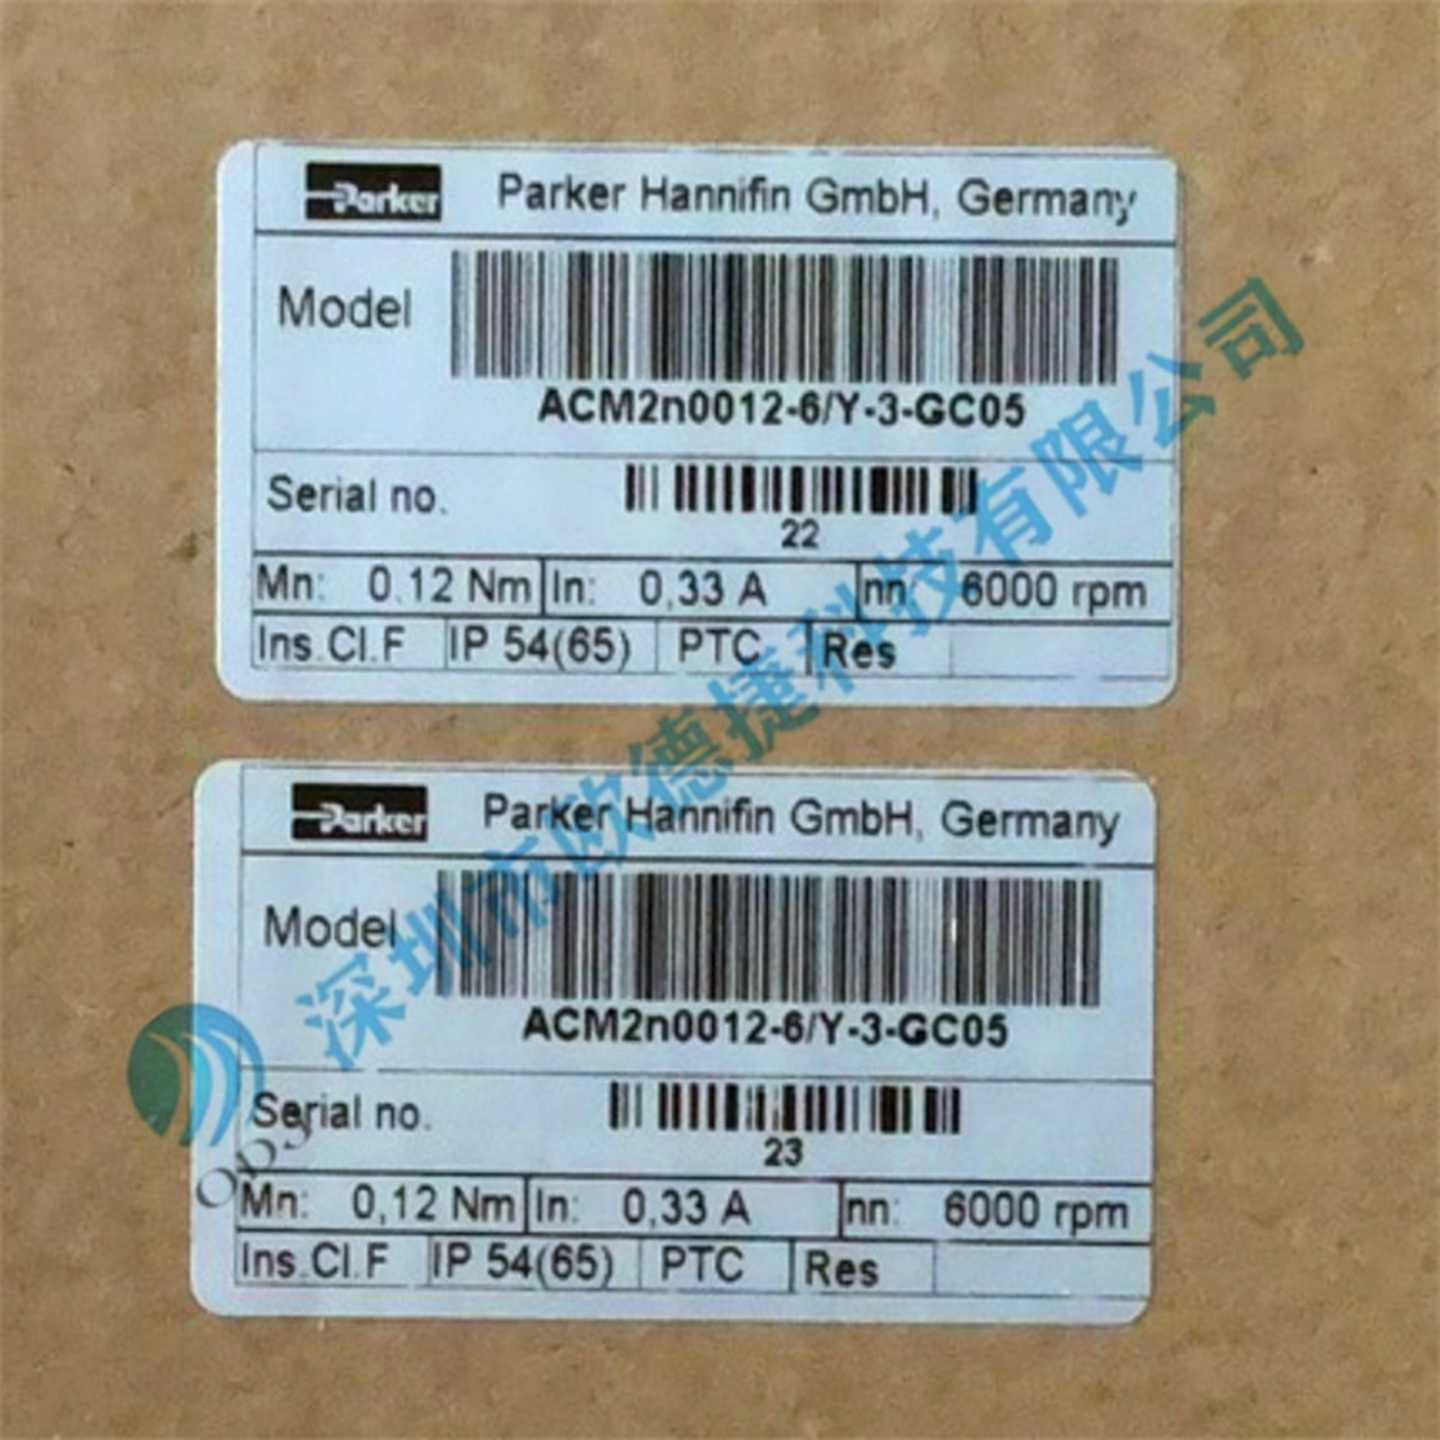 Parker Parker Hannifin GmbH, Germany
Model
ACM2n0012-6/Y-3-GC05
Serial no.
22
Mn: 0.12 Nm In: 0,33 A nn 6000 rpm
Ins.Cl.F IP 54(65) PTC Res
Parker Parker Hannifin GmbH, Germany
Model
ACM2n0012-6/Y-3-GC05
Serial no.
23
Mn: 0,12 Nm In: 0,33 A nn: 6000 rpm
Ins.Cl.F IP 54(65) PTC Res
深圳市欧德捷科技有限公司
ODJ